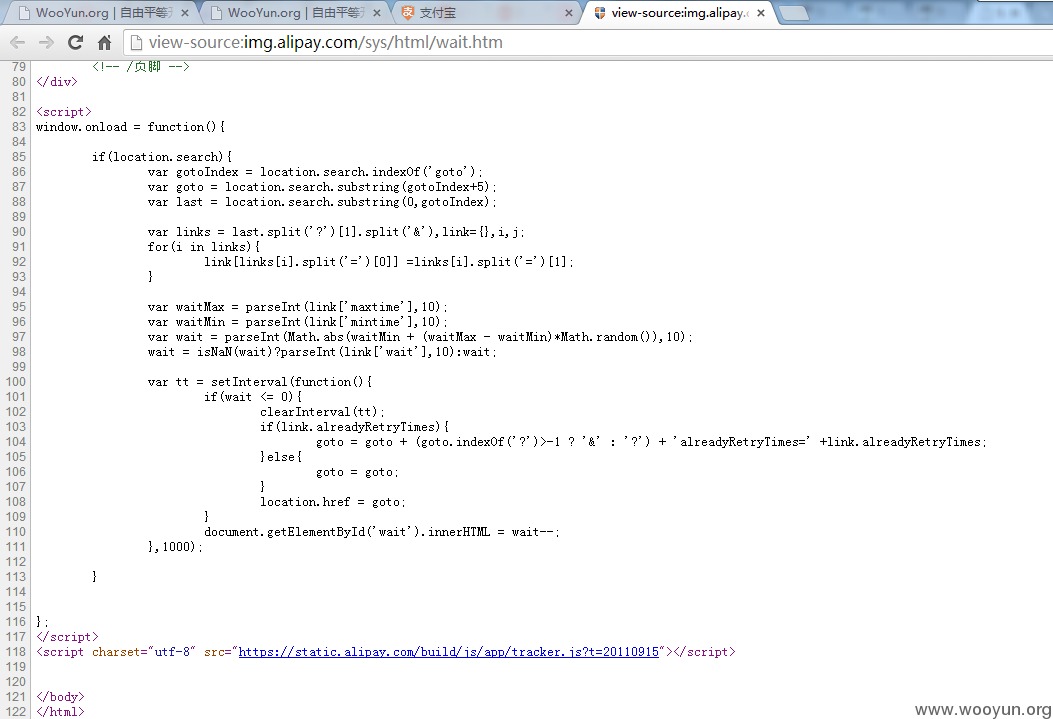 WooYun.org | 自由平等
WooYun.org | 自由平等
支付宝
view-source:img.alipay.
view-source:img.alipay.com/sys/html/wait.htm
79 <!-- /页脚 -->
80 </div>
81
82 <script>
83 window.onload = function(){
84
85 if(location.search){
86 var gotoIndex = location.search.indexOf('goto');
87 var goto = location.search.substring(gotoIndex+5);
88 var last = location.search.substring(0,gotoIndex);
89
90 var links = last.split('?')[1].split('&'),link={},i,j;
91 for(i in links){
92 link[links[i].split('=')[0]] =links[i].split('=')[1];
93 }
94
95 var waitMax = parseInt(link['maxtime'],10);
96 var waitMin = parseInt(link['mintime'],10);
97 var wait = parseInt(Math.abs(waitMin + (waitMax - waitMin)*Math.random()),10);
98 wait = isNaN(wait)?parseInt(link['wait'],10):wait;
99
100 var tt = setInterval(function(){
101 if(wait <= 0){
102 clearInterval(tt);
103 if(link.alreadyRetryTimes){
104 goto = goto + (goto.indexOf('?')>-1 ? '&' : '?') + 'alreadyRetryTimes=' +link.alreadyRetryTimes;
105 }else{
106 goto = goto;
107 }
108 location.href = goto;
109 }
110 document.getElementById('wait').innerHTML = wait--;
111 },1000);
112
113 }
114
115
116 };
117 </script>
118 <script charset="utf-8" src="https://static.alipay.com/build/js/app/tracker.js?t=20110915"></script>
119
120
121 </body>
122 </html>
www.wooyun.org